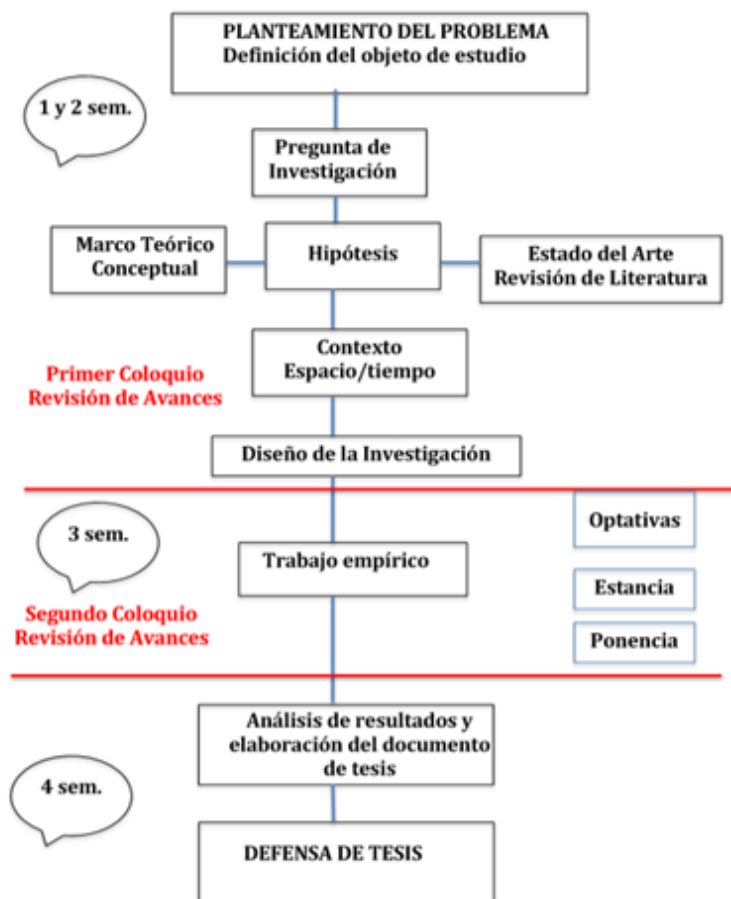 PLANTEAMIENTO DEL PROBLEMA
Definición del objeto de estudio
1 y 2 sem.
Pregunta de
Investigación
Marco Teórico
Conceptual
Hipótesis
Estado del Arte
Revisión de Literatura
Contexto
Espacio/tiempo
Primer Coloquio
Revisión de Avances
Diseño de la Investigación
3 sem.
Optativas
Trabajo empírico
Estancia
Segundo Coloquio
Revisión de Avances
Ponencia
Análisis de resultados y
elaboración del documento
de tesis
4 sem.
DEFENSA DE TESIS